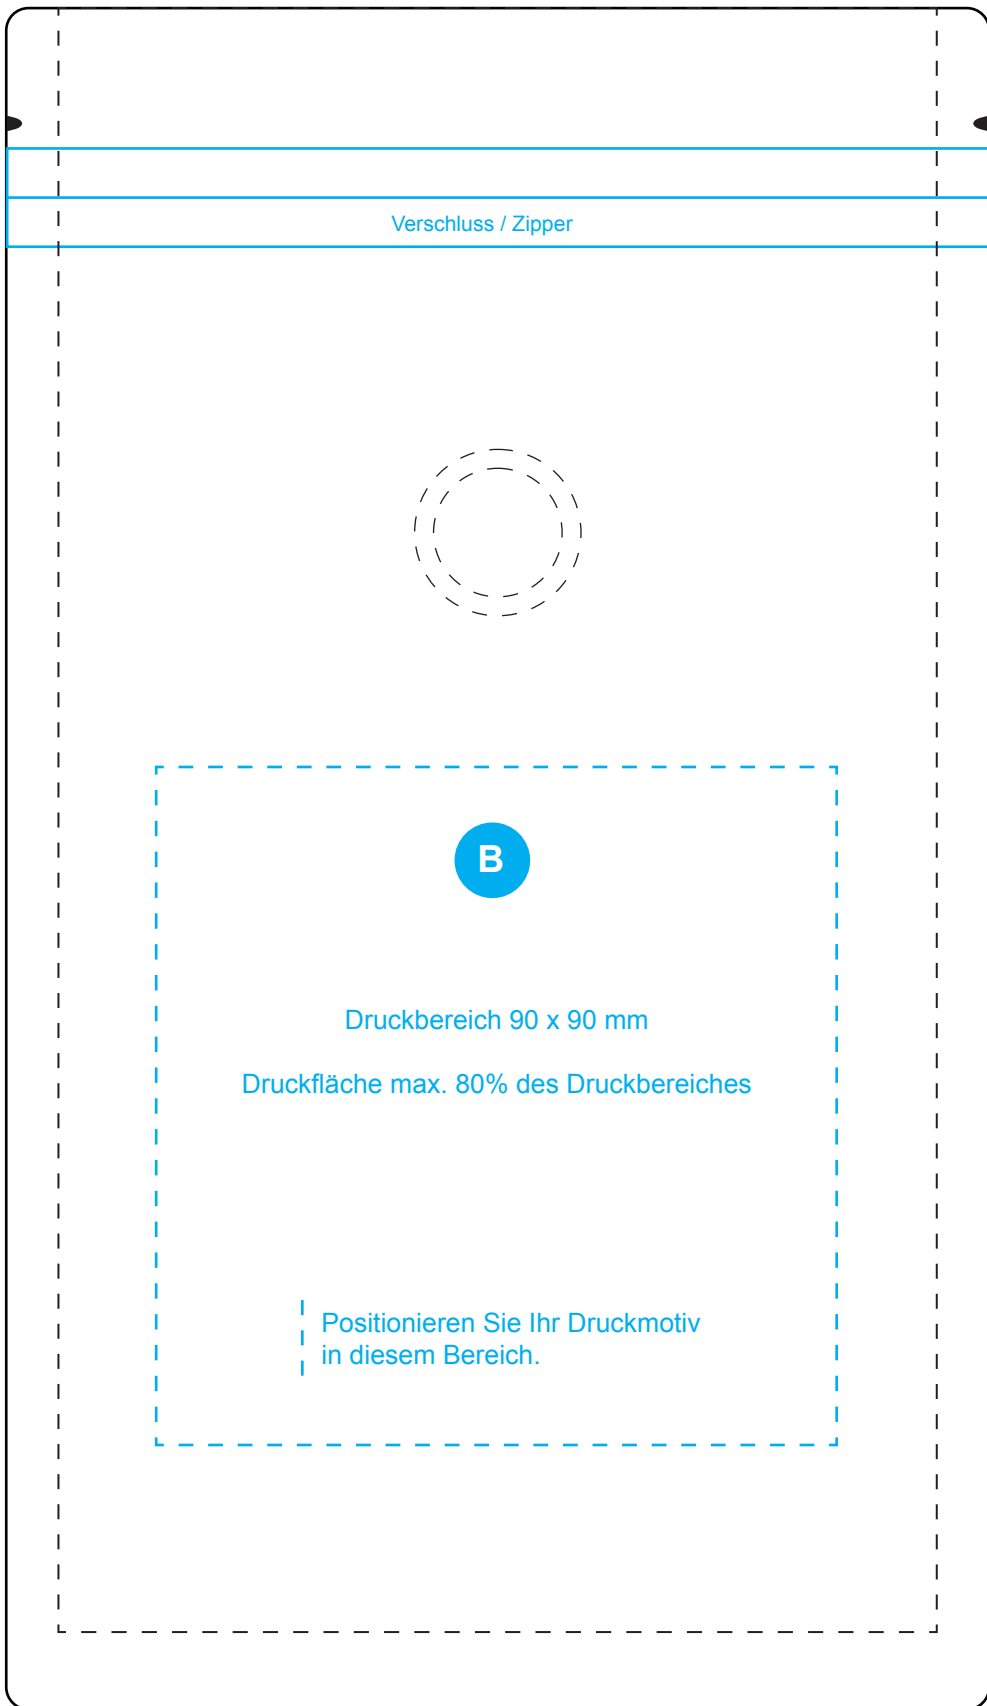 Verschluss / Zipper
B
Druckbereich 90 x 90 mm
Druckfläche max. 80% des Druckbereiches
Positionieren Sie Ihr Druckmotiv
in diesem Bereich.